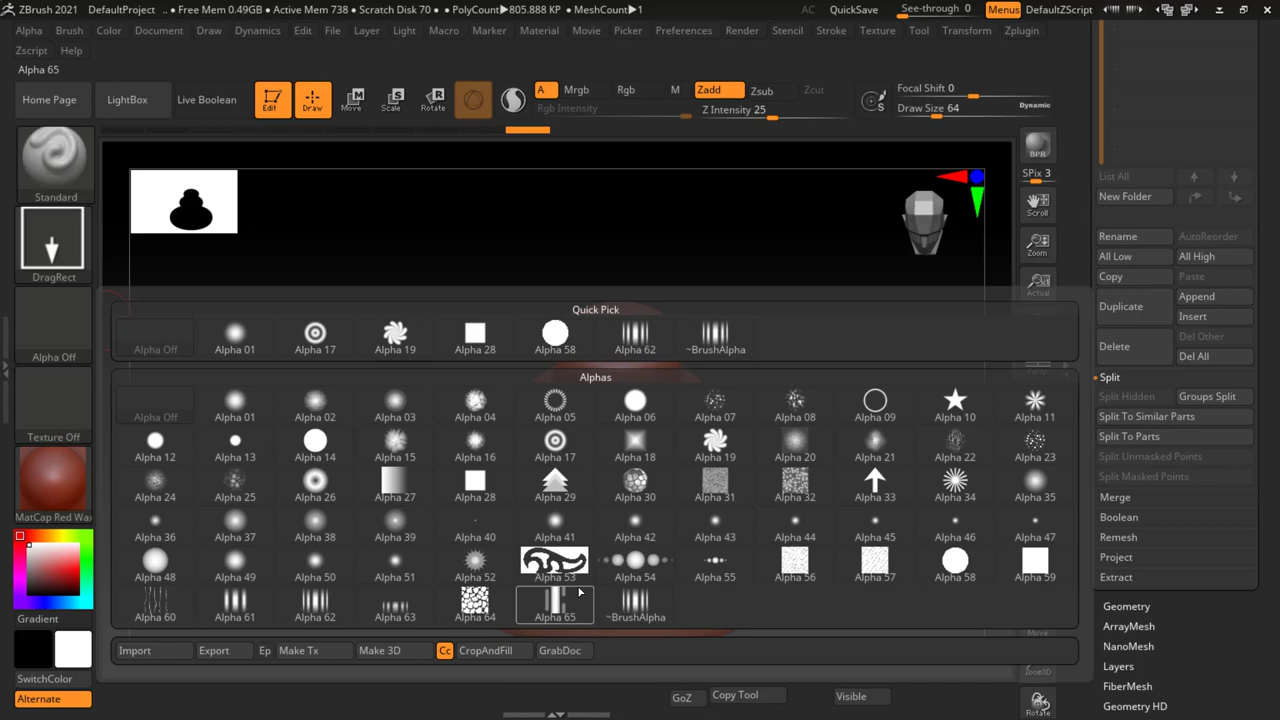 ZBrush 2021 DefaultProject .. • Free Mem 0.49GB • Active Mem 738 • Scratch Disk 70 • PolyCount▶805.888 KP • MeshCount▶1 AC QuickSave See-through 0 Menus DefaultZScript
Alpha Brush Color Document Draw Dynamics Edit File Layer Light Macro Marker Material Movie Picker Preferences Render Stencil Stroke Texture Tool Transform Zplugin
Zscript Help
Alpha 65
Home Page LightBox Live Boolean Edit Draw Move Scale Rotate A Mrgb Rgb M Zadd Zsub Zcut Focal Shift 0
Rgb Intensity Z Intensity 25 Draw Size 64 Dynamic
Standard
DragRect
Alpha Off
Texture Off
MatCap Red Wax
Gradient
SwitchColor
Alternate
BPR
SPix 3
Scroll
Zoom
Actual
Quick Pick
Alpha Off Alpha 01 Alpha 17 Alpha 19 Alpha 28 Alpha 58 Alpha 62 ~BrushAlpha
Alphas
Alpha Off Alpha 01 Alpha 02 Alpha 03 Alpha 04 Alpha 05 Alpha 06 Alpha 07 Alpha 08 Alpha 09 Alpha 10 Alpha 11
Alpha 12 Alpha 13 Alpha 14 Alpha 15 Alpha 16 Alpha 17 Alpha 18 Alpha 19 Alpha 20 Alpha 21 Alpha 22 Alpha 23
Alpha 24 Alpha 25 Alpha 26 Alpha 27 Alpha 28 Alpha 29 Alpha 30 Alpha 31 Alpha 32 Alpha 33 Alpha 34 Alpha 35
Alpha 36 Alpha 37 Alpha 38 Alpha 39 Alpha 40 Alpha 41 Alpha 42 Alpha 43 Alpha 44 Alpha 45 Alpha 46 Alpha 47
Alpha 48 Alpha 49 Alpha 50 Alpha 51 Alpha 52 Alpha 53 Alpha 54 Alpha 55 Alpha 56 Alpha 57 Alpha 58 Alpha 59
Alpha 60 Alpha 61 Alpha 62 Alpha 63 Alpha 64 Alpha 65 ~BrushAlpha
Import Export Ep Make Tx Make 3D Cc CropAndFill GrabDoc
Move
Zoom3D
Rotate
GoZ Copy Tool Visible
List All
New Folder
Rename AutoReorder
All Low All High
Copy Paste
Duplicate Append
Insert
Delete Del Other
Del All
Split
Split Hidden Groups Split
Split To Similar Parts
Split To Parts
Split Unmasked Points
Split Masked Points
Merge
Boolean
Remesh
Project
Extract
Geometry
ArrayMesh
NanoMesh
Layers
FiberMesh
Geometry HD